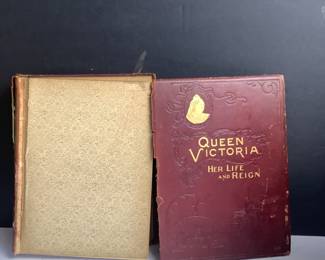 QUEEN
VICTORIA
HER LIFE
AND REIGN